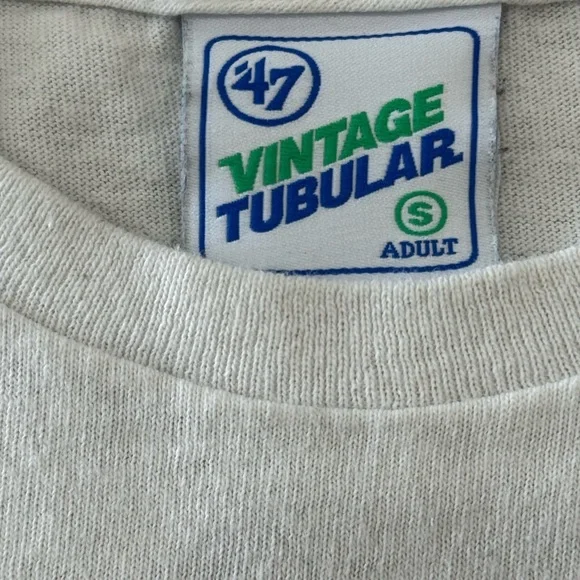 '47
VINTAGE
TUBULAR
S
ADULT